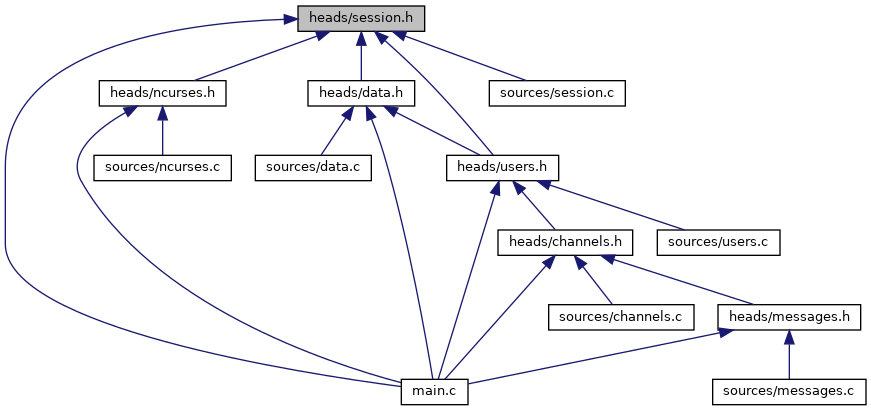 heads/session.h
heads/ncurses.h
heads/data.h
sources/session.c
sources/ncurses.c
sources/data.c
heads/users.h
heads/channels.h
sources/users.c
sources/channels.c
heads/messages.h
main.c
sources/messages.c